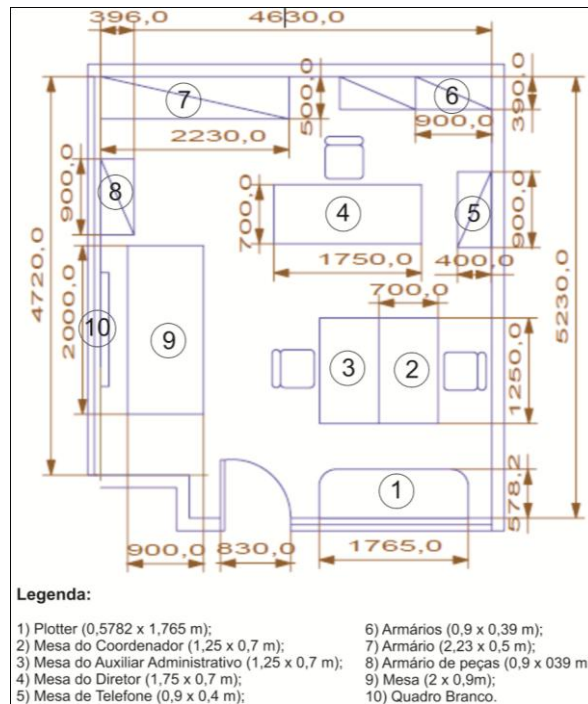 396,0 4630,0
7 500,0 6 390,0
2230,0 900,0
8 900,0 4 700,0 5 900,0
1750,0 400,0
4720,0 700,0 5230,0
10 2000,0 9 3 2 1250,0
1 578,2
900,0 830,0 1765,0
Legenda:
1) Plotter (0,5782 x 1,765 m);
2) Mesa do Coordenador (1,25 x 0,7 m);
3) Mesa do Auxiliar Administrativo (1,25 x 0,7 m);
4) Mesa do Diretor (1,75 x 0,7 m);
5) Mesa de Telefone (0,9 x 0,4 m);
6) Armários (0,9 x 0,39 m);
7) Armário (2,23 x 0,5 m);
8) Armário de peças (0,9 x 039 m
9) Mesa (2 x 0,9m);
10) Quadro Branco.